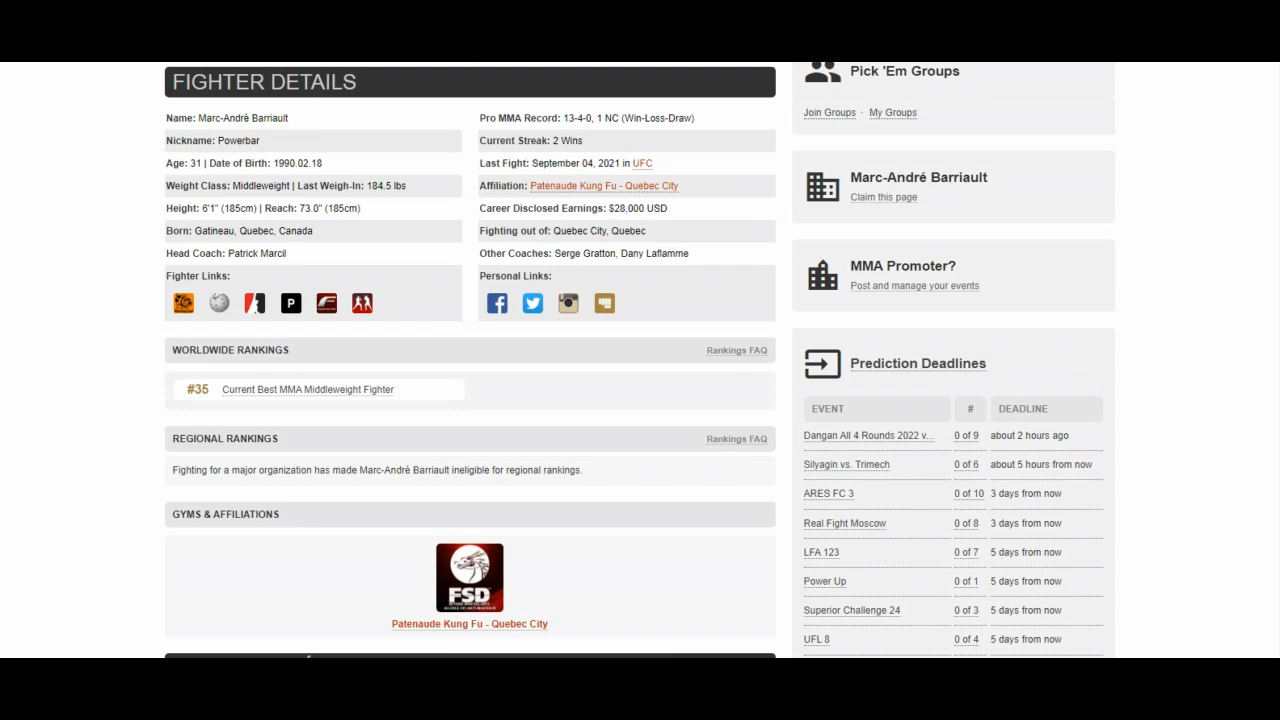 FIGHTER DETAILS
Name: Marc-André Barriault
Nickname: Powerbar
Age: 31 | Date of Birth: 1990.02.18
Weight Class: Middleweight | Last Weigh-In: 184.5 lbs
Height: 6'1" (185cm) | Reach: 73.0" (185cm)
Born: Gatineau, Quebec, Canada
Head Coach: Patrick Marcil
Fighter Links:
P
Pro MMA Record: 13-4-0, 1 NC (Win-Loss-Draw)
Current Streak: 2 Wins
Last Fight: September 04, 2021 in UFC
Affiliation: Patenaude Kung Fu - Quebec City
Career Disclosed Earnings: $28,000 USD
Fighting out of: Quebec City, Quebec
Other Coaches: Serge Gratton, Dany Laflamme
Personal Links:
WORLDWIDE RANKINGS
Rankings FAQ
#35 Current Best MMA Middleweight Fighter
REGIONAL RANKINGS
Rankings FAQ
Fighting for a major organization has made Marc-André Barriault ineligible for regional rankings.
GYMS & AFFILIATIONS
FSD
Patenaude Kung Fu - Quebec City
Pick 'Em Groups
Join Groups · My Groups
Marc-André Barriault
Claim this page
MMA Promoter?
Post and manage your events
Prediction Deadlines
EVENT # DEADLINE
Dangan All 4 Rounds 2022 v... 0 of 9 about 2 hours ago
Silyagin vs. Trimech 0 of 6 about 5 hours from now
ARES FC 3 0 of 10 3 days from now
Real Fight Moscow 0 of 8 3 days from now
LFA 123 0 of 7 5 days from now
Power Up 0 of 1 5 days from now
Superior Challenge 24 0 of 3 5 days from now
UFL 8 0 of 4 5 days from now